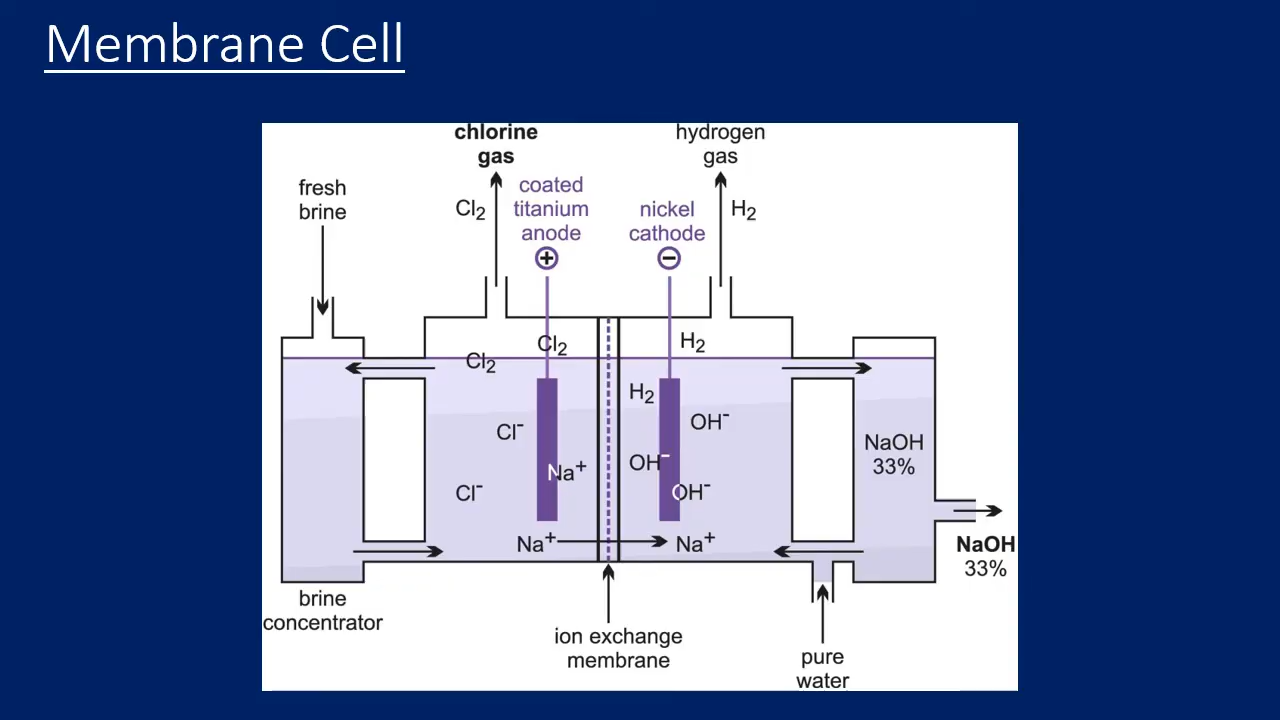 Membrane Cell
chlorine
gas
hydrogen
gas
fresh
brine
Cl₂
coated
titanium
anode
+
nickel
cathode
−
H₂
Cl₂
Cl₂
H₂
H₂
Cl⁻
OH⁻
Cl⁻
Na⁺
OH⁻
OH⁻
NaOH
33%
Na⁺
Na⁺
NaOH
33%
brine
concentrator
ion exchange
membrane
pure
water